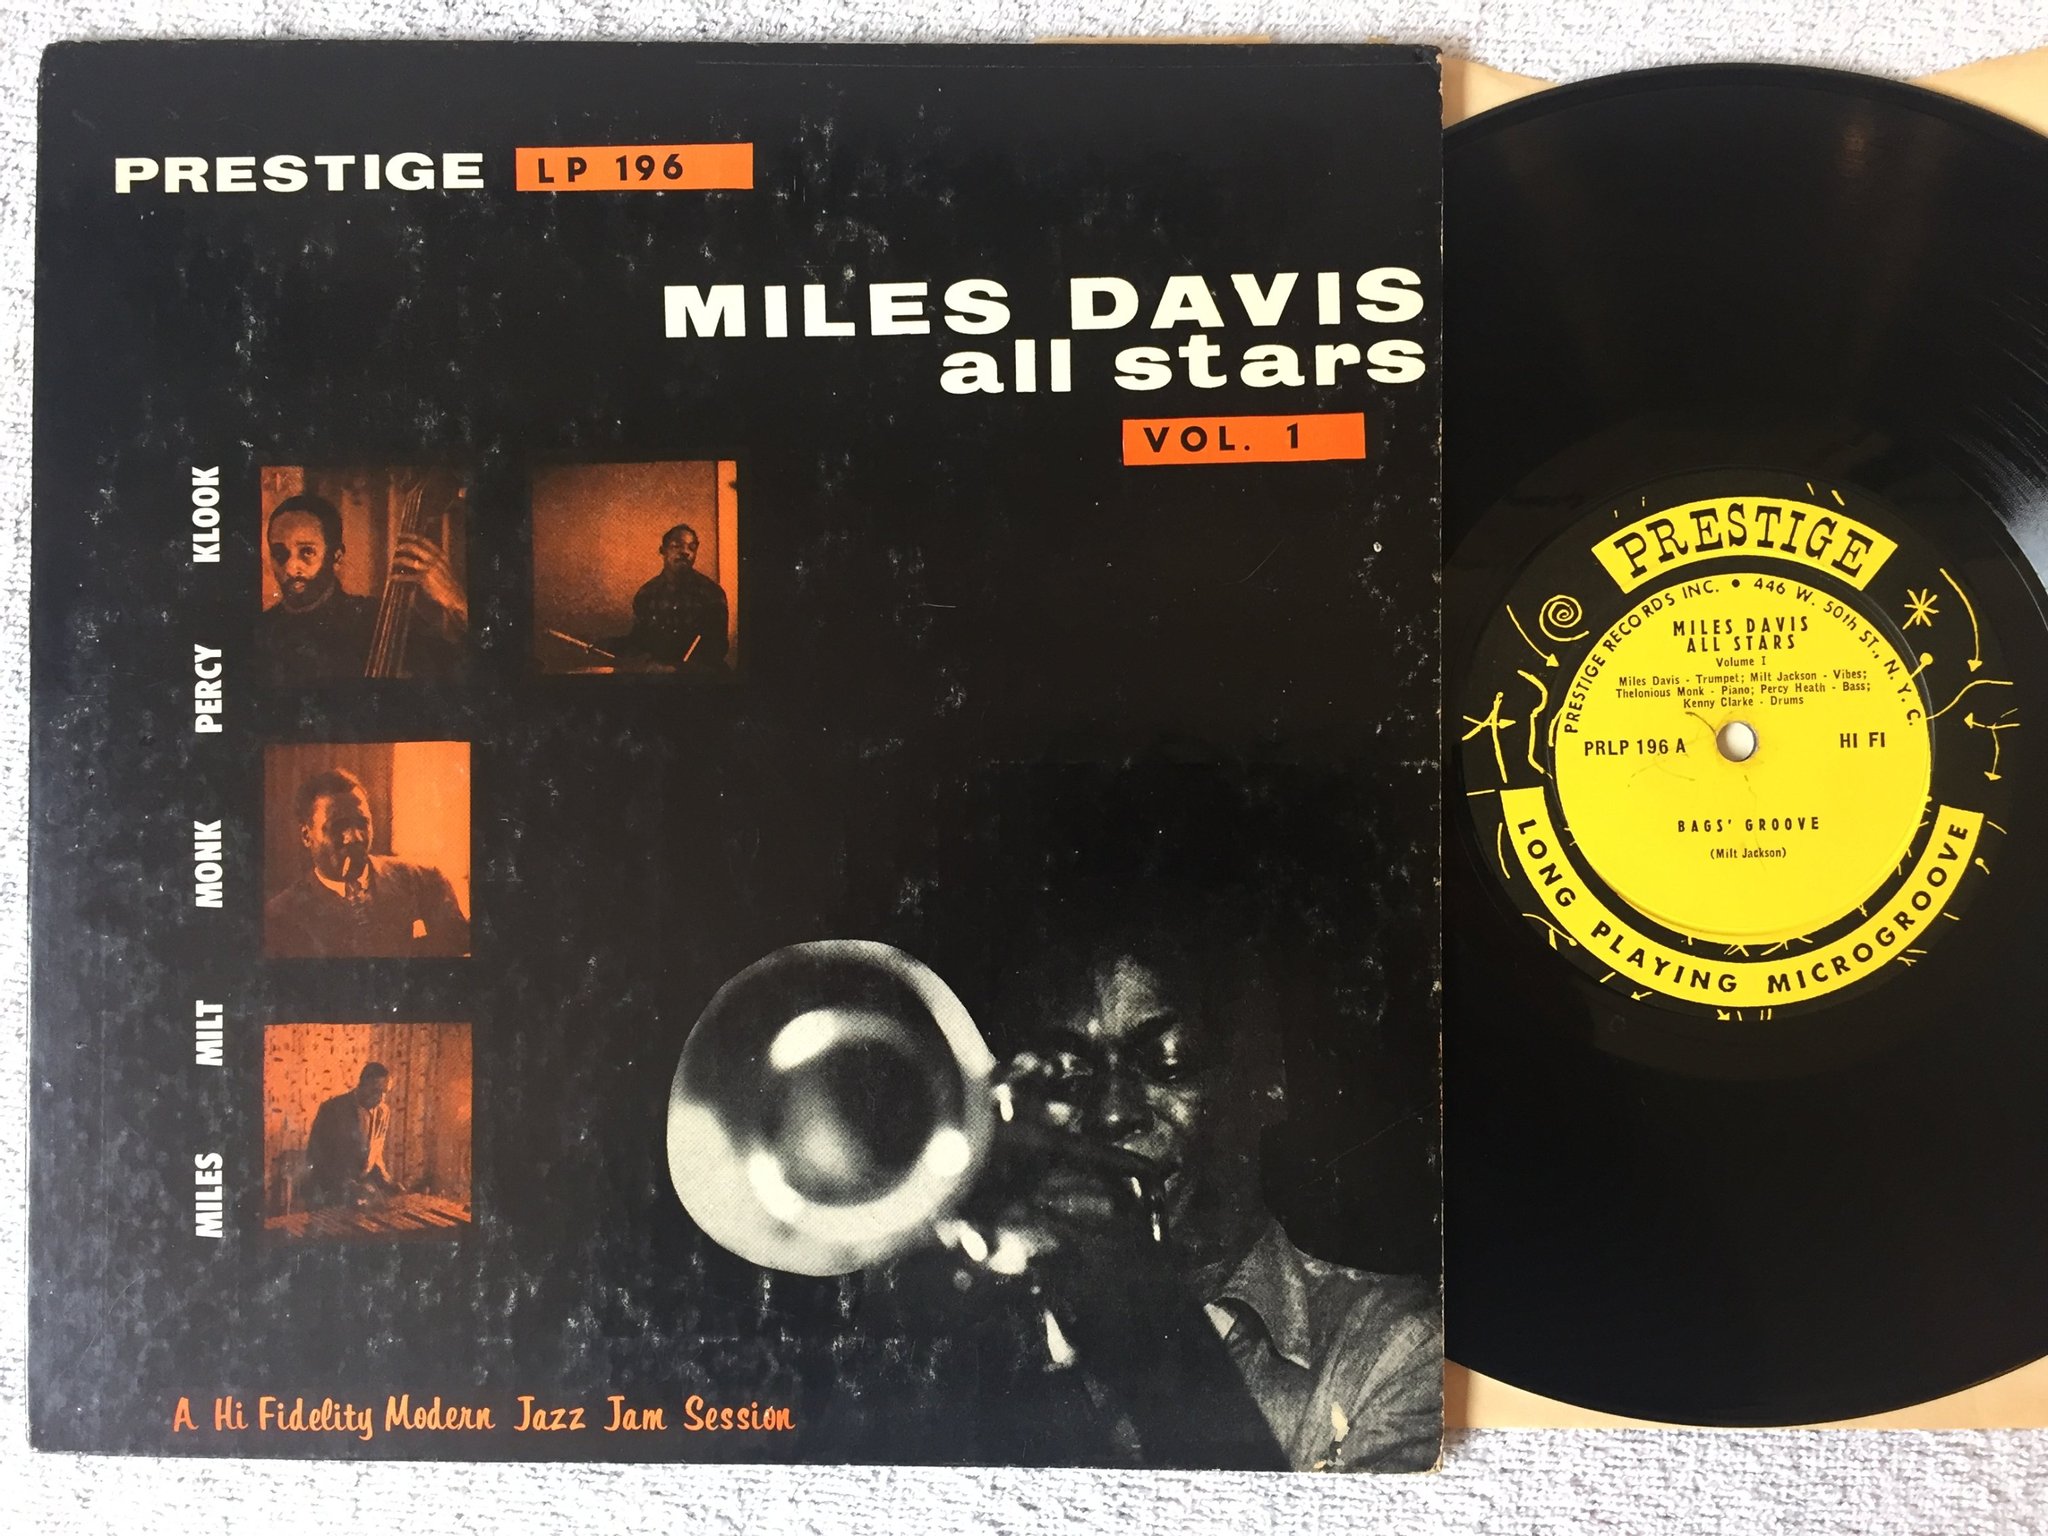 PRESTIGE LP 196
MILES DAVIS
all stars
VOL. 1
MILES MILT MONK PERCY KLOOK
A Hi Fidelity Modern Jazz Jam Session
PRESTIGE
PRESTIGE RECORDS INC. • 446 W. 50th ST., N. Y. C.
MILES DAVIS
ALL STARS
Volume I
Miles Davis - Trumpet; Milt Jackson - Vibes;
Thelonious Monk - Piano; Percy Heath - Bass;
Kenny Clarke - Drums
PRLP 196 A HI FI
BAGS' GROOVE
(Milt Jackson)
LONG PLAYING MICROGROOVE